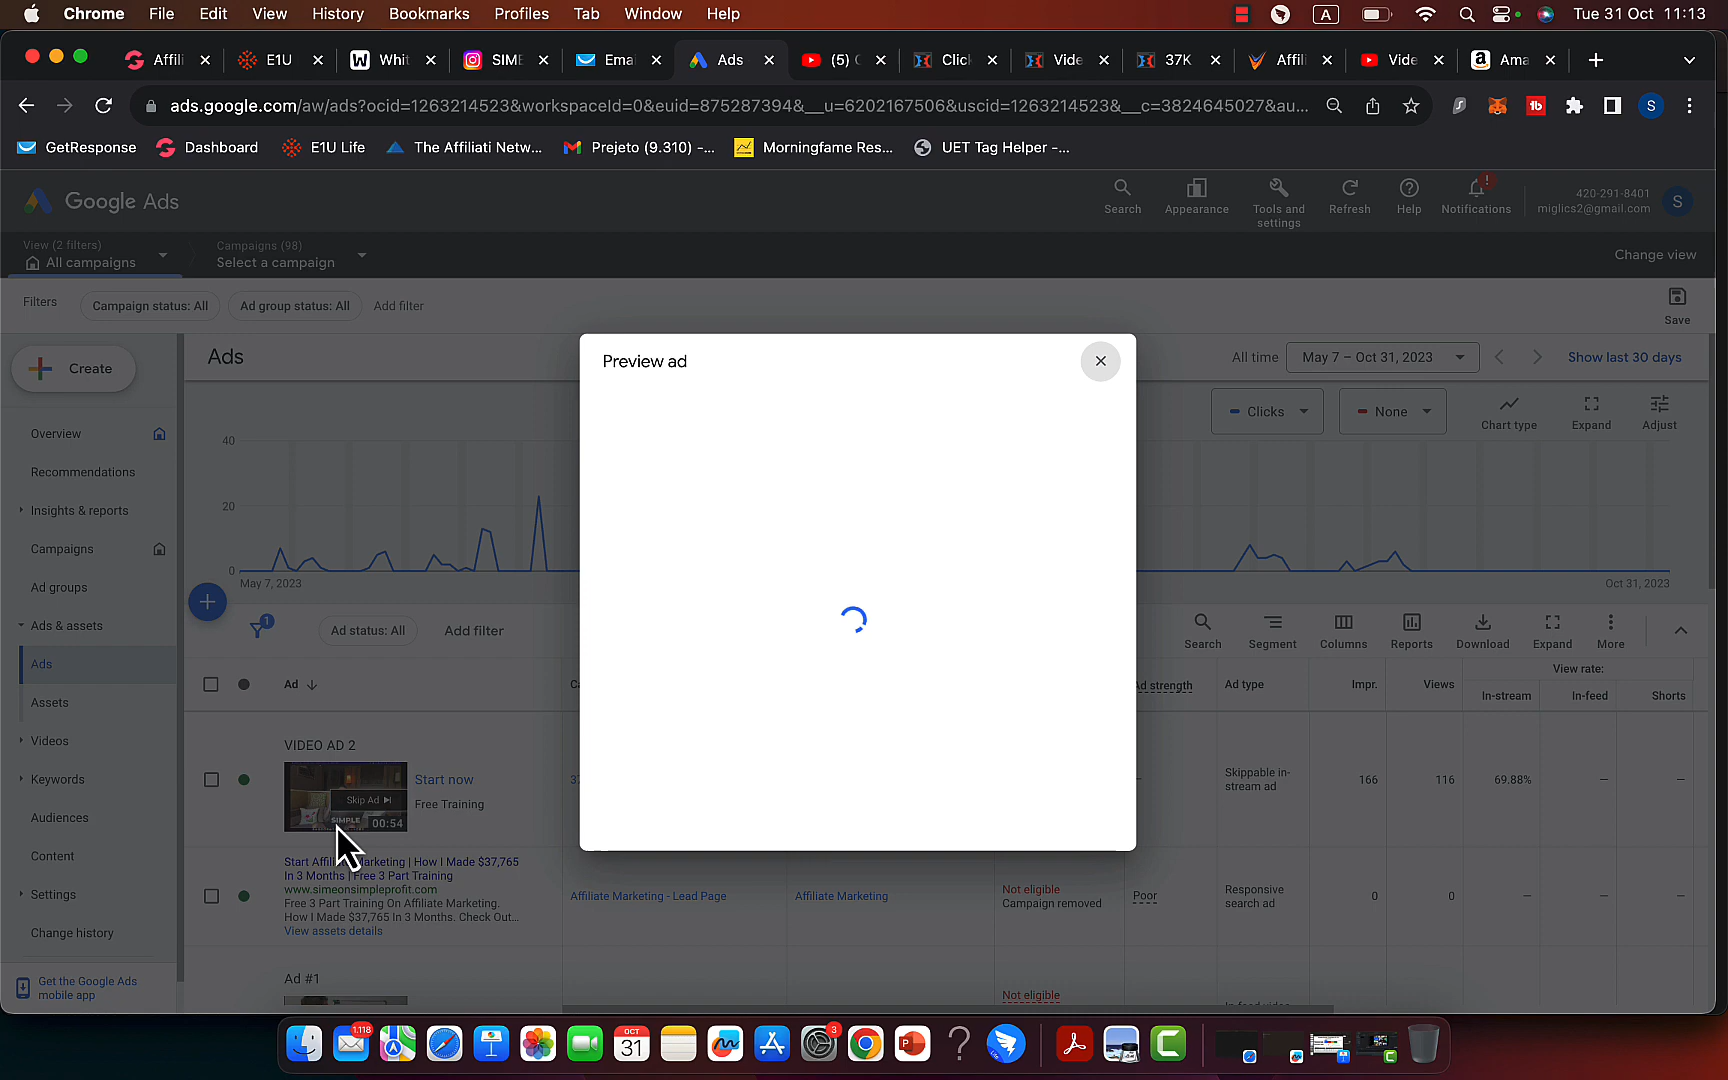 Chrome File Edit View History Bookmarks Profiles Tab Window Help A Tue 31 Oct 11:13
Affili E1U Whit SIME Emai Ads (5) Clic Vide 37K Affili Vide Ama
ads.google.com/aw/ads?ocid=1263214523&workspaceId=0&euid=875287394&__u=6202167506&uscid=1263214523&__c=3824645027&au...
GetResponse Dashboard E1U Life The Affiliati Netw... Prejeto (9.310) -... Morningfame Res... UET Tag Helper -...
Google Ads
Search Appearance Tools and settings Refresh Help Notifications
420-291-8401
miglics2@gmail.com
S
View (2 filters)
All campaigns
Campaigns (98)
Select a campaign
Change view
Filters Campaign status: All Ad group status: All Add filter
Save
Create
Ads
All time May 7 – Oct 31, 2023 Show last 30 days
Preview ad
Clicks None Chart type Expand Adjust
Overview
Recommendations
Insights & reports
Campaigns
Ad groups
Ads & assets
Ads
Assets
Videos
Keywords
Audiences
Content
Settings
Change history
Get the Google Ads
mobile app
40
20
0
May 7, 2023
Oct 31, 2023
1
Ad status: All Add filter
Search Segment Columns Reports Download Expand More
Ad
Ad strength Ad type Impr. Views
View rate:
In-stream In-feed Shorts
VIDEO AD 2
Skip Ad
SIMPLE
00:54
Start now
Free Training
Skippable in-
stream ad
166 116 69.88% — —
Start Affili Marketing | How I Made $37,765
In 3 Months | Free 3 Part Training
www.simeonsimpleprofit.com
Free 3 Part Training On Affiliate Marketing.
How I Made $37,765 In 3 Months. Check Out...
View assets details
Affiliate Marketing - Lead Page
Affiliate Marketing
Not eligible
Campaign removed
Poor
Responsive
search ad
0 0 — — —
Ad #1
Not eligible
1.118
OCT
31
3